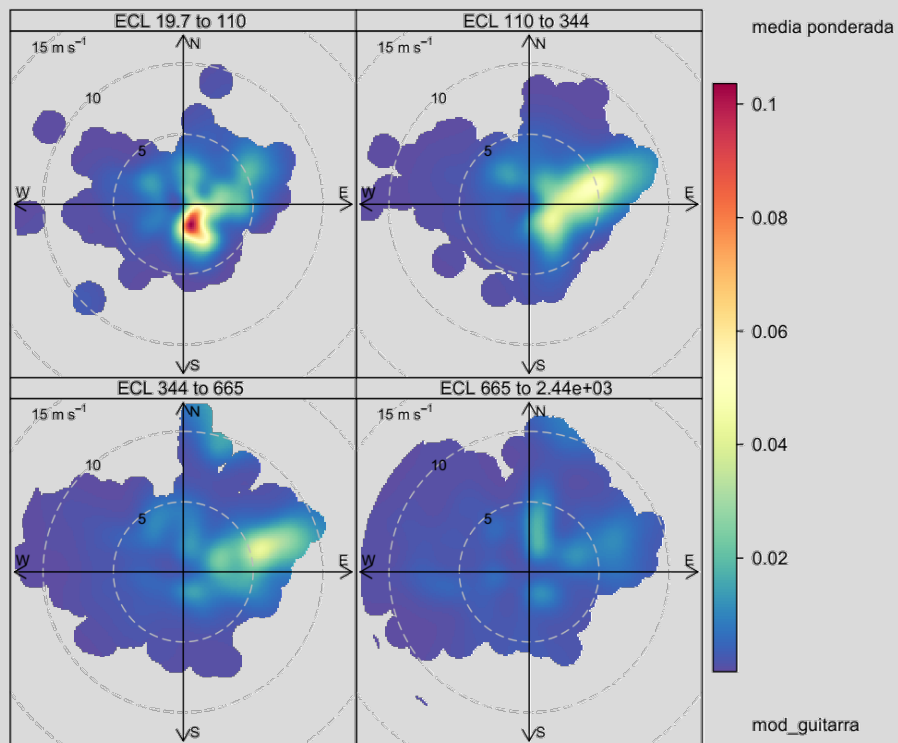 ECL 19.7 to 110
15 m s⁻¹
N
10
5
W
E
S
ECL 110 to 344
15 m s⁻¹
N
10
5
W
E
S
ECL 344 to 665
15 m s⁻¹
N
10
5
W
E
S
ECL 665 to 2.44e+03
15 m s⁻¹
N
10
5
W
E
S
media ponderada
0.1
0.08
0.06
0.04
0.02
mod_guitarra